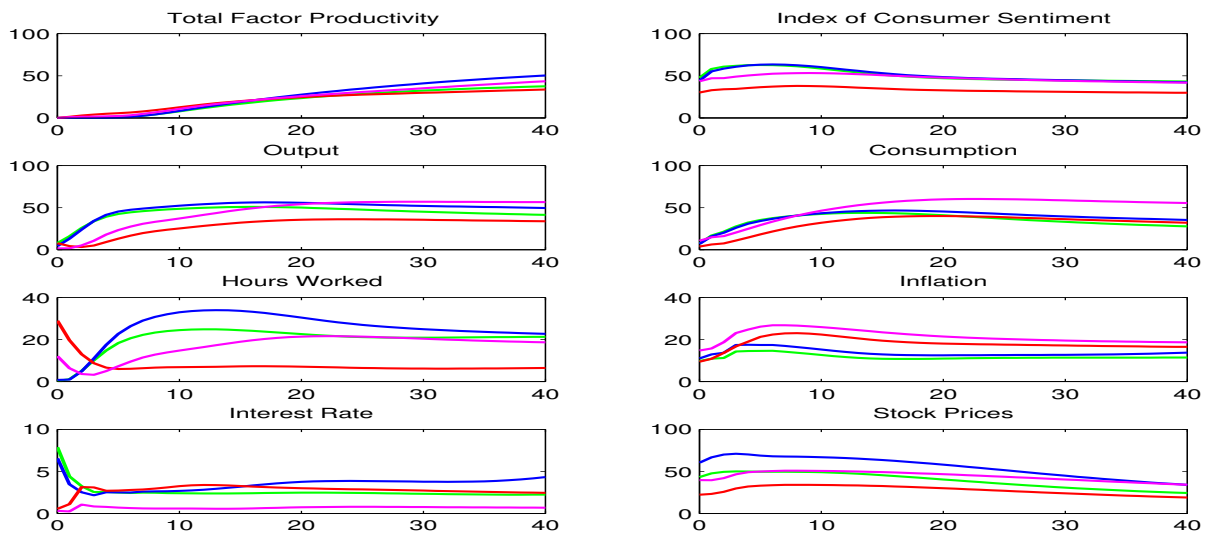 Total Factor Productivity
100
50
0
0 10 20 30 40
Index of Consumer Sentiment
100
50
0
0 10 20 30 40
Output
100
50
0
0 10 20 30 40
Consumption
100
50
0
0 10 20 30 40
Hours Worked
40
20
0
0 10 20 30 40
Inflation
40
20
0
0 10 20 30 40
Interest Rate
10
5
0
0 10 20 30 40
Stock Prices
100
50
0
0 10 20 30 40